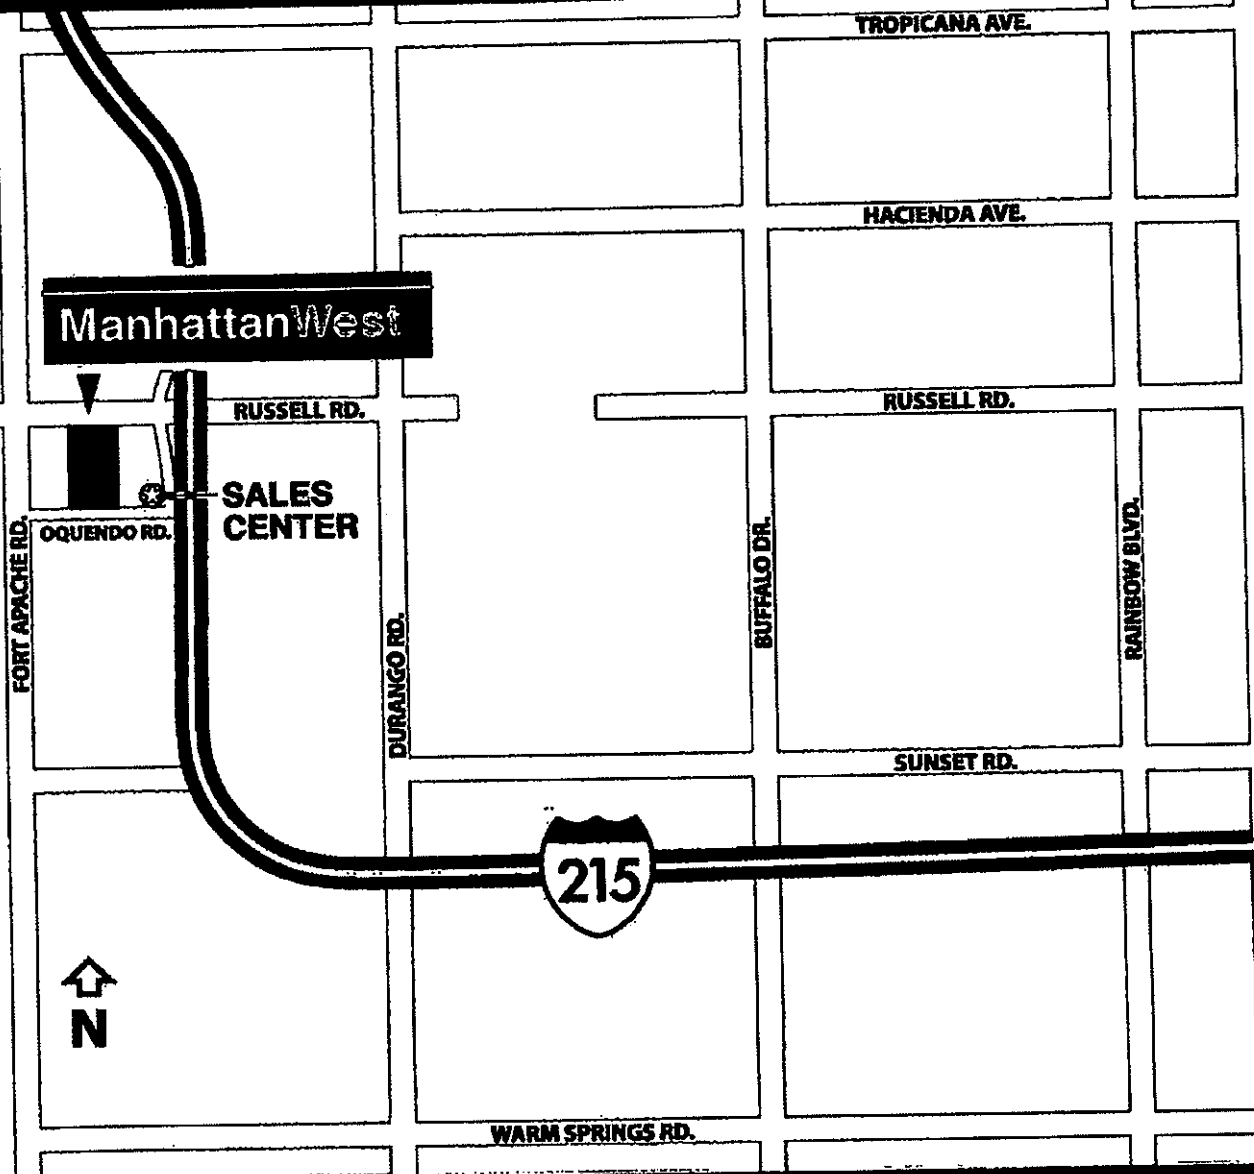 TROPICANA AVE.
HACIENDA AVE.
ManhattanWest
RUSSELL RD.
RUSSELL RD.
SALES
CENTER
OQUENDO RD.
FORT APACHE RD.
DURANGO RD.
BUFFALO DR.
RAINBOW BLVD.
SUNSET RD.
215
N
WARM SPRINGS RD.